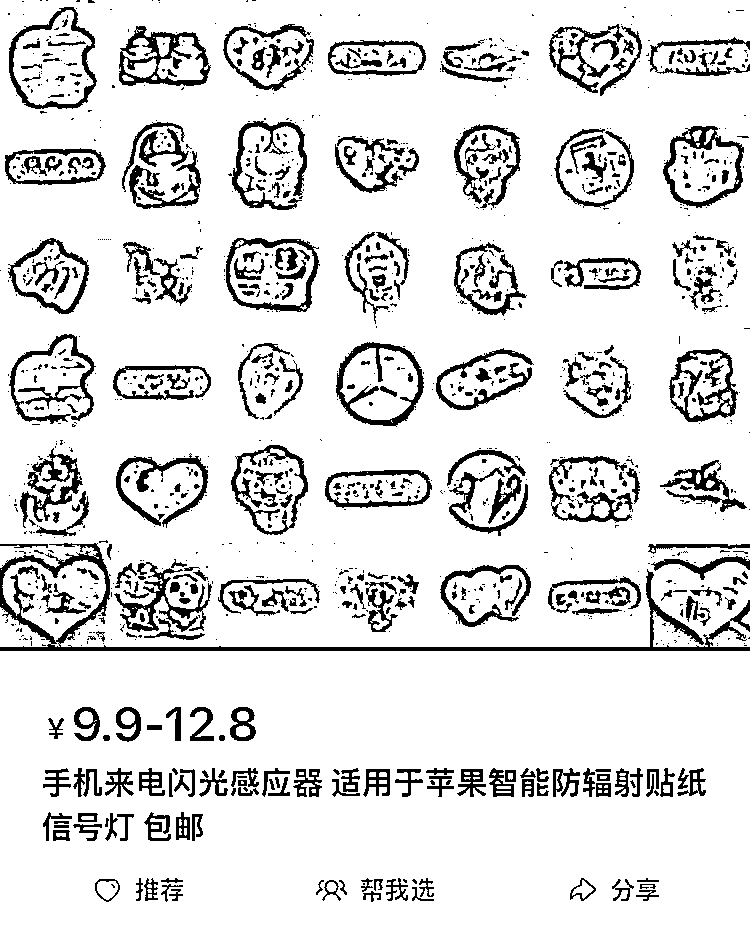 ¥9.9-12.8
手机来电闪光感应器 适用于苹果智能防辐射贴纸
信号灯 包邮
推荐
帮我选
分享